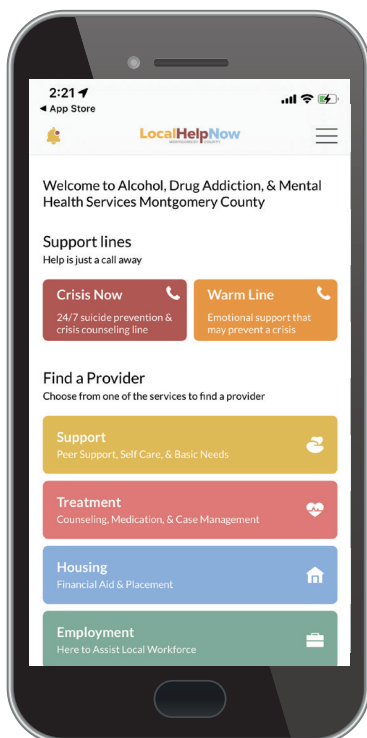 2:21
App Store
LocalHelpNow
MONTGOMERY COUNTY
Welcome to Alcohol, Drug Addiction, & Mental
Health Services Montgomery County
Support lines
Help is just a call away
Crisis Now
24/7 suicide prevention &
crisis counseling line
Warm Line
Emotional support that
may prevent a crisis
Find a Provider
Choose from one of the services to find a provider
Support
Peer Support, Self Care, & Basic Needs
Treatment
Counseling, Medication, & Case Management
Housing
Financial Aid & Placement
Employment
Here to Assist Local Workforce